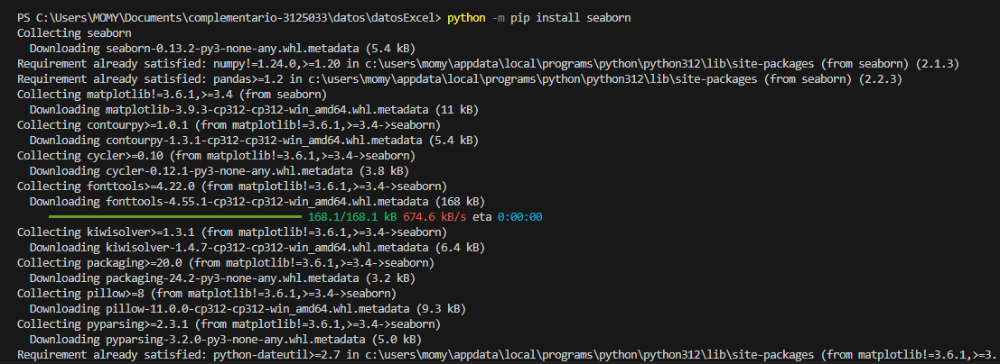 PS C:\Users\MOMY\Documents\complementario-3125033\datos\datosExcel> python -m pip install seaborn
Collecting seaborn
Downloading seaborn-0.13.2-py3-none-any.whl.metadata (5.4 kB)
Requirement already satisfied: numpy!=1.24.0,>=1.20 in c:\users\momy\appdata\local\programs\python\python312\lib\site-packages (from seaborn) (2.1.3)
Requirement already satisfied: pandas>=1.2 in c:\users\momy\appdata\local\programs\python\python312\lib\site-packages (from seaborn) (2.2.3)
Collecting matplotlib!=3.6.1,>=3.4 (from seaborn)
Downloading matplotlib-3.9.3-cp312-cp312-win_amd64.whl.metadata (11 kB)
Collecting contourpy>=1.0.1 (from matplotlib!=3.6.1,>=3.4->seaborn)
Downloading contourpy-1.3.1-cp312-cp312-win_amd64.whl.metadata (5.4 kB)
Collecting cycler>=0.10 (from matplotlib!=3.6.1,>=3.4->seaborn)
Downloading cycler-0.12.1-py3-none-any.whl.metadata (3.8 kB)
Collecting fonttools>=4.22.0 (from matplotlib!=3.6.1,>=3.4->seaborn)
Downloading fonttools-4.55.1-cp312-cp312-win_amd64.whl.metadata (168 kB)
168.1/168.1 kB 674.6 kB/s eta 0:00:00
Collecting kiwisolver>=1.3.1 (from matplotlib!=3.6.1,>=3.4->seaborn)
Downloading kiwisolver-1.4.7-cp312-cp312-win_amd64.whl.metadata (6.4 kB)
Collecting packaging>=20.0 (from matplotlib!=3.6.1,>=3.4->seaborn)
Downloading packaging-24.2-py3-none-any.whl.metadata (3.2 kB)
Collecting pillow>=8 (from matplotlib!=3.6.1,>=3.4->seaborn)
Downloading pillow-11.0.0-cp312-cp312-win_amd64.whl.metadata (9.3 kB)
Collecting pyparsing>=2.3.1 (from matplotlib!=3.6.1,>=3.4->seaborn)
Downloading pyparsing-3.2.0-py3-none-any.whl.metadata (5.0 kB)
Requirement already satisfied: python-dateutil>=2.7 in c:\users\momy\appdata\local\programs\python\python312\lib\site-packages (from matplotlib!=3.6.1,>=3.